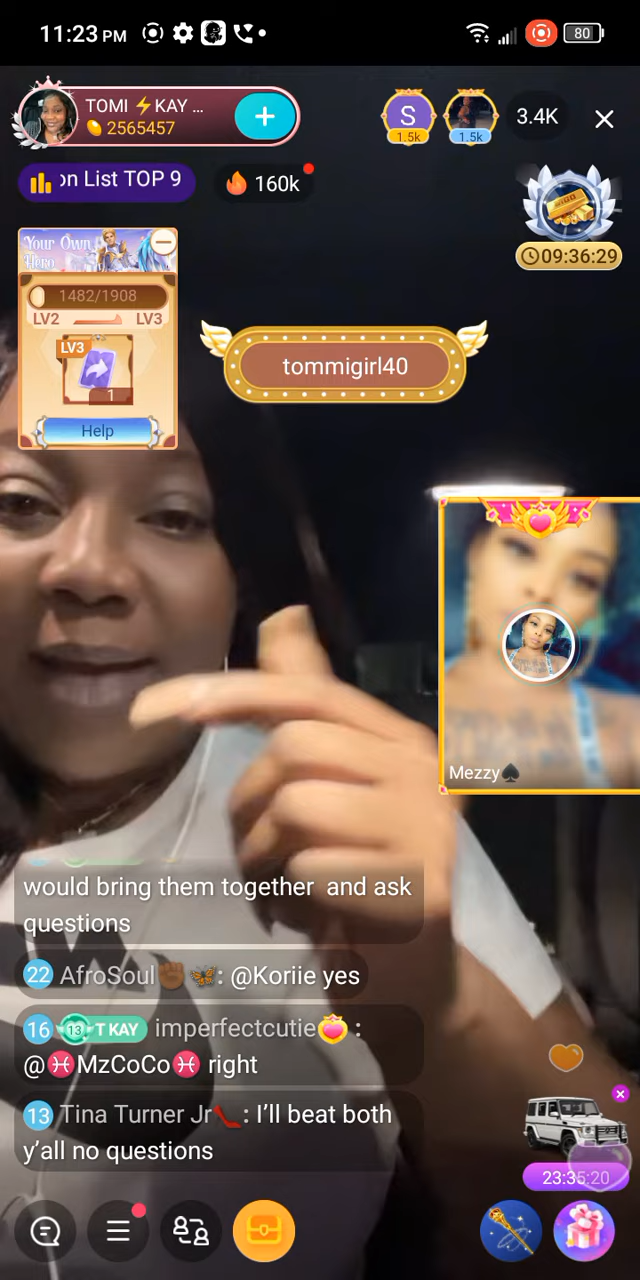 11:23 PM
80
TOMI ⚡KAY ...
2565457
+
S
1.5k
1.5k
3.4K
on List TOP 9
160k
09:36:29
Your Own
Hero
1482/1908
LV2
LV3
LV3
1
Help
tommigirl40
Mezzy♠
would bring them together and ask
questions
22 AfroSoul✊🏾🦋: @Koriie yes
16 13 T KAY imperfectcutie💗 :
@♓MzCoCo♓ right
13 Tina Turner Jr👠: I'll beat both
y'all no questions
23:35:20